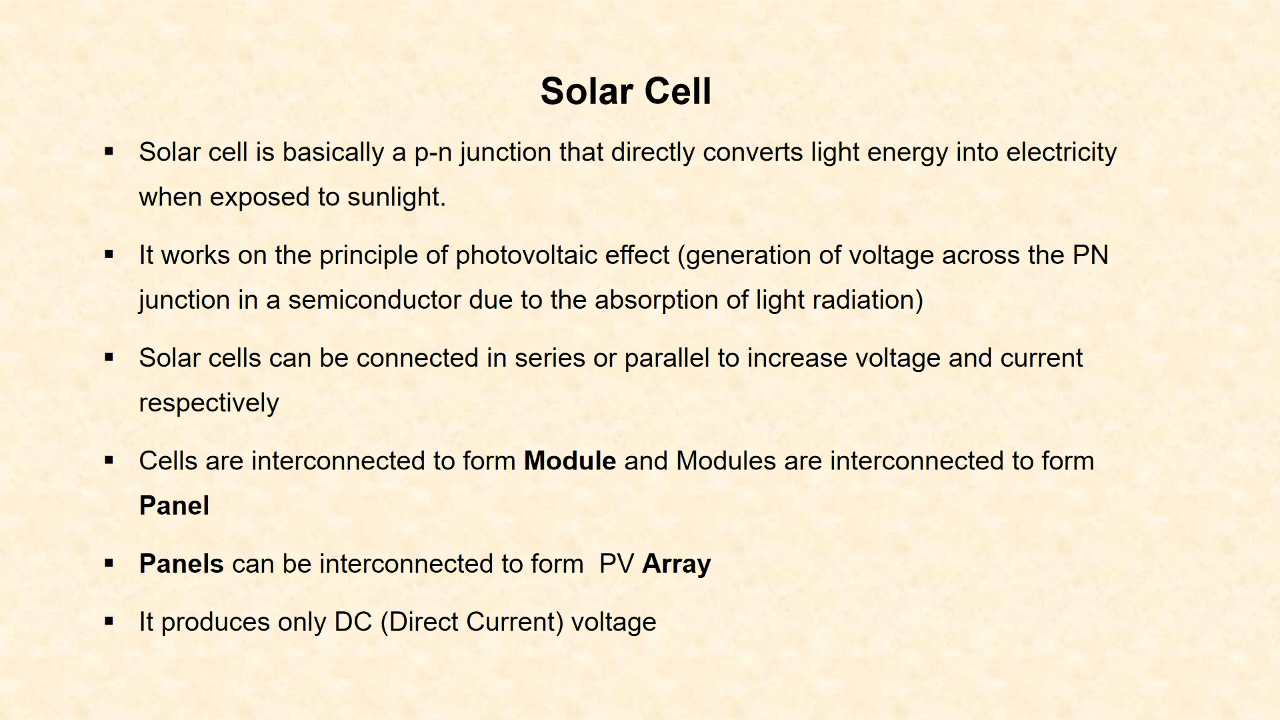 Solar Cell
▪ Solar cell is basically a p-n junction that directly converts light energy into electricity
when exposed to sunlight.
▪ It works on the principle of photovoltaic effect (generation of voltage across the PN
junction in a semiconductor due to the absorption of light radiation)
▪ Solar cells can be connected in series or parallel to increase voltage and current
respectively
▪ Cells are interconnected to form Module and Modules are interconnected to form
Panel
▪ Panels can be interconnected to form  PV Array
▪ It produces only DC (Direct Current) voltage